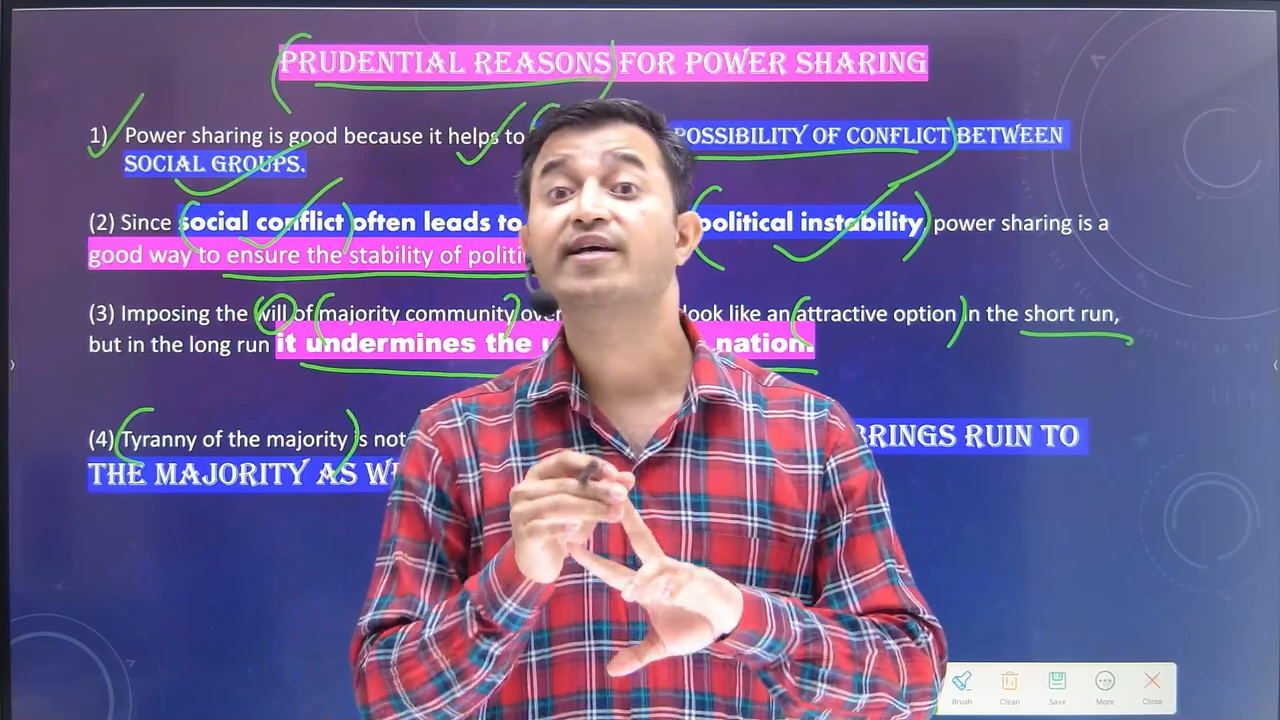 PRUDENTIAL REASONS FOR POWER SHARING
1) Power sharing is good because it helps to POSSIBILITY OF CONFLICT BETWEEN
SOCIAL GROUPS.
(2) Since social conflict often leads to political instability, power sharing is a
good way to ensure the stability of
(3) Imposing the will of majority community look like an attractive option in the short run,
but in the long run it undermines the nation.
(4) Tyranny of the majority is not BRINGS RUIN TO
THE MAJORITY AS
Brush Clean Save More Close